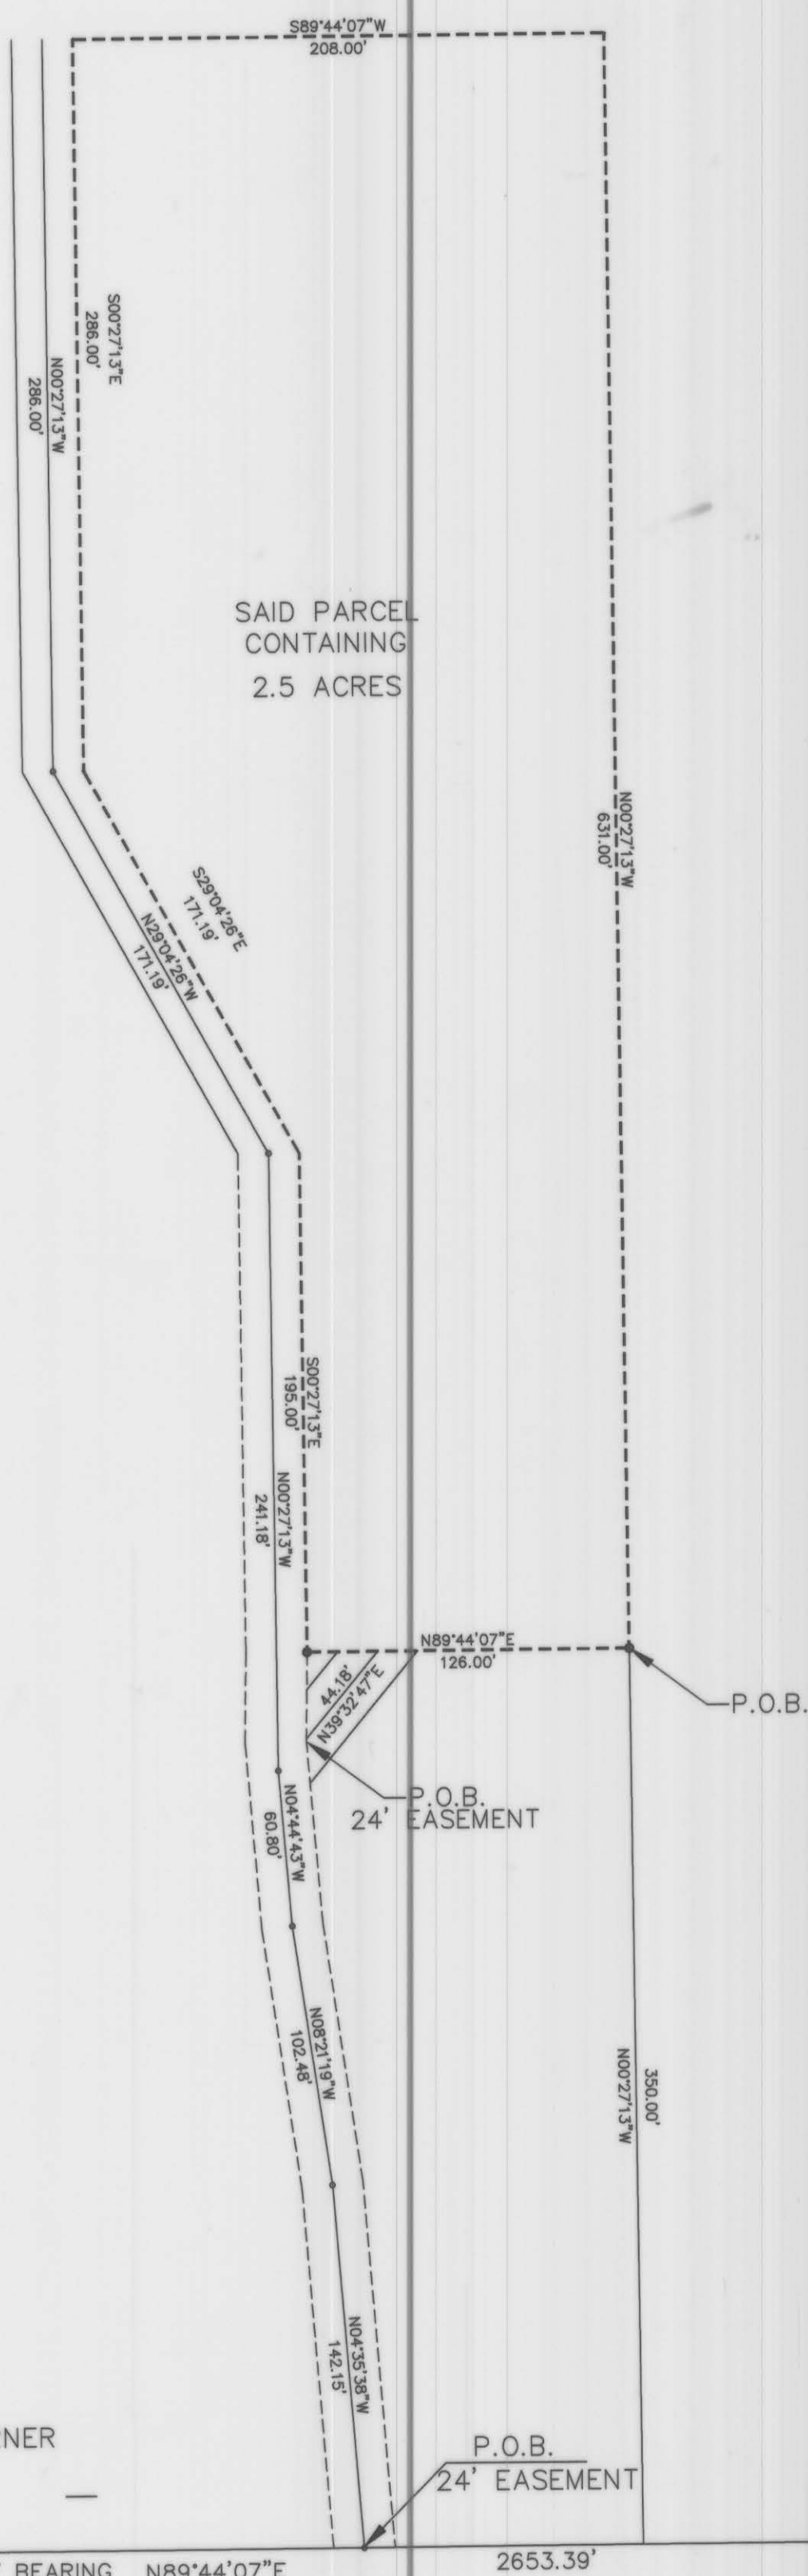 S89°44'07"W
208.00'
S00°27'13"E
286.00'
N00°27'13"W
286.00'
SAID PARCEL
CONTAINING
2.5 ACRES
N00°27'13"W
631.00'
S29°04'26"E
171.19'
N29°04'26"W
171.19'
S00°27'13"E
195.00'
N00°27'13"W
241.18'
N89°44'07"E
126.00'
44.18'
N39°32'47"E
P.O.B.
P.O.B.
24' EASEMENT
N04°44'43"W
60.80'
N08°21'19"W
102.48'
350.00'
N00°27'13"W
N04°35'38"W
142.15'
RNER
P.O.B.
24' EASEMENT
BEARING N89°44'07"E
2653.39'